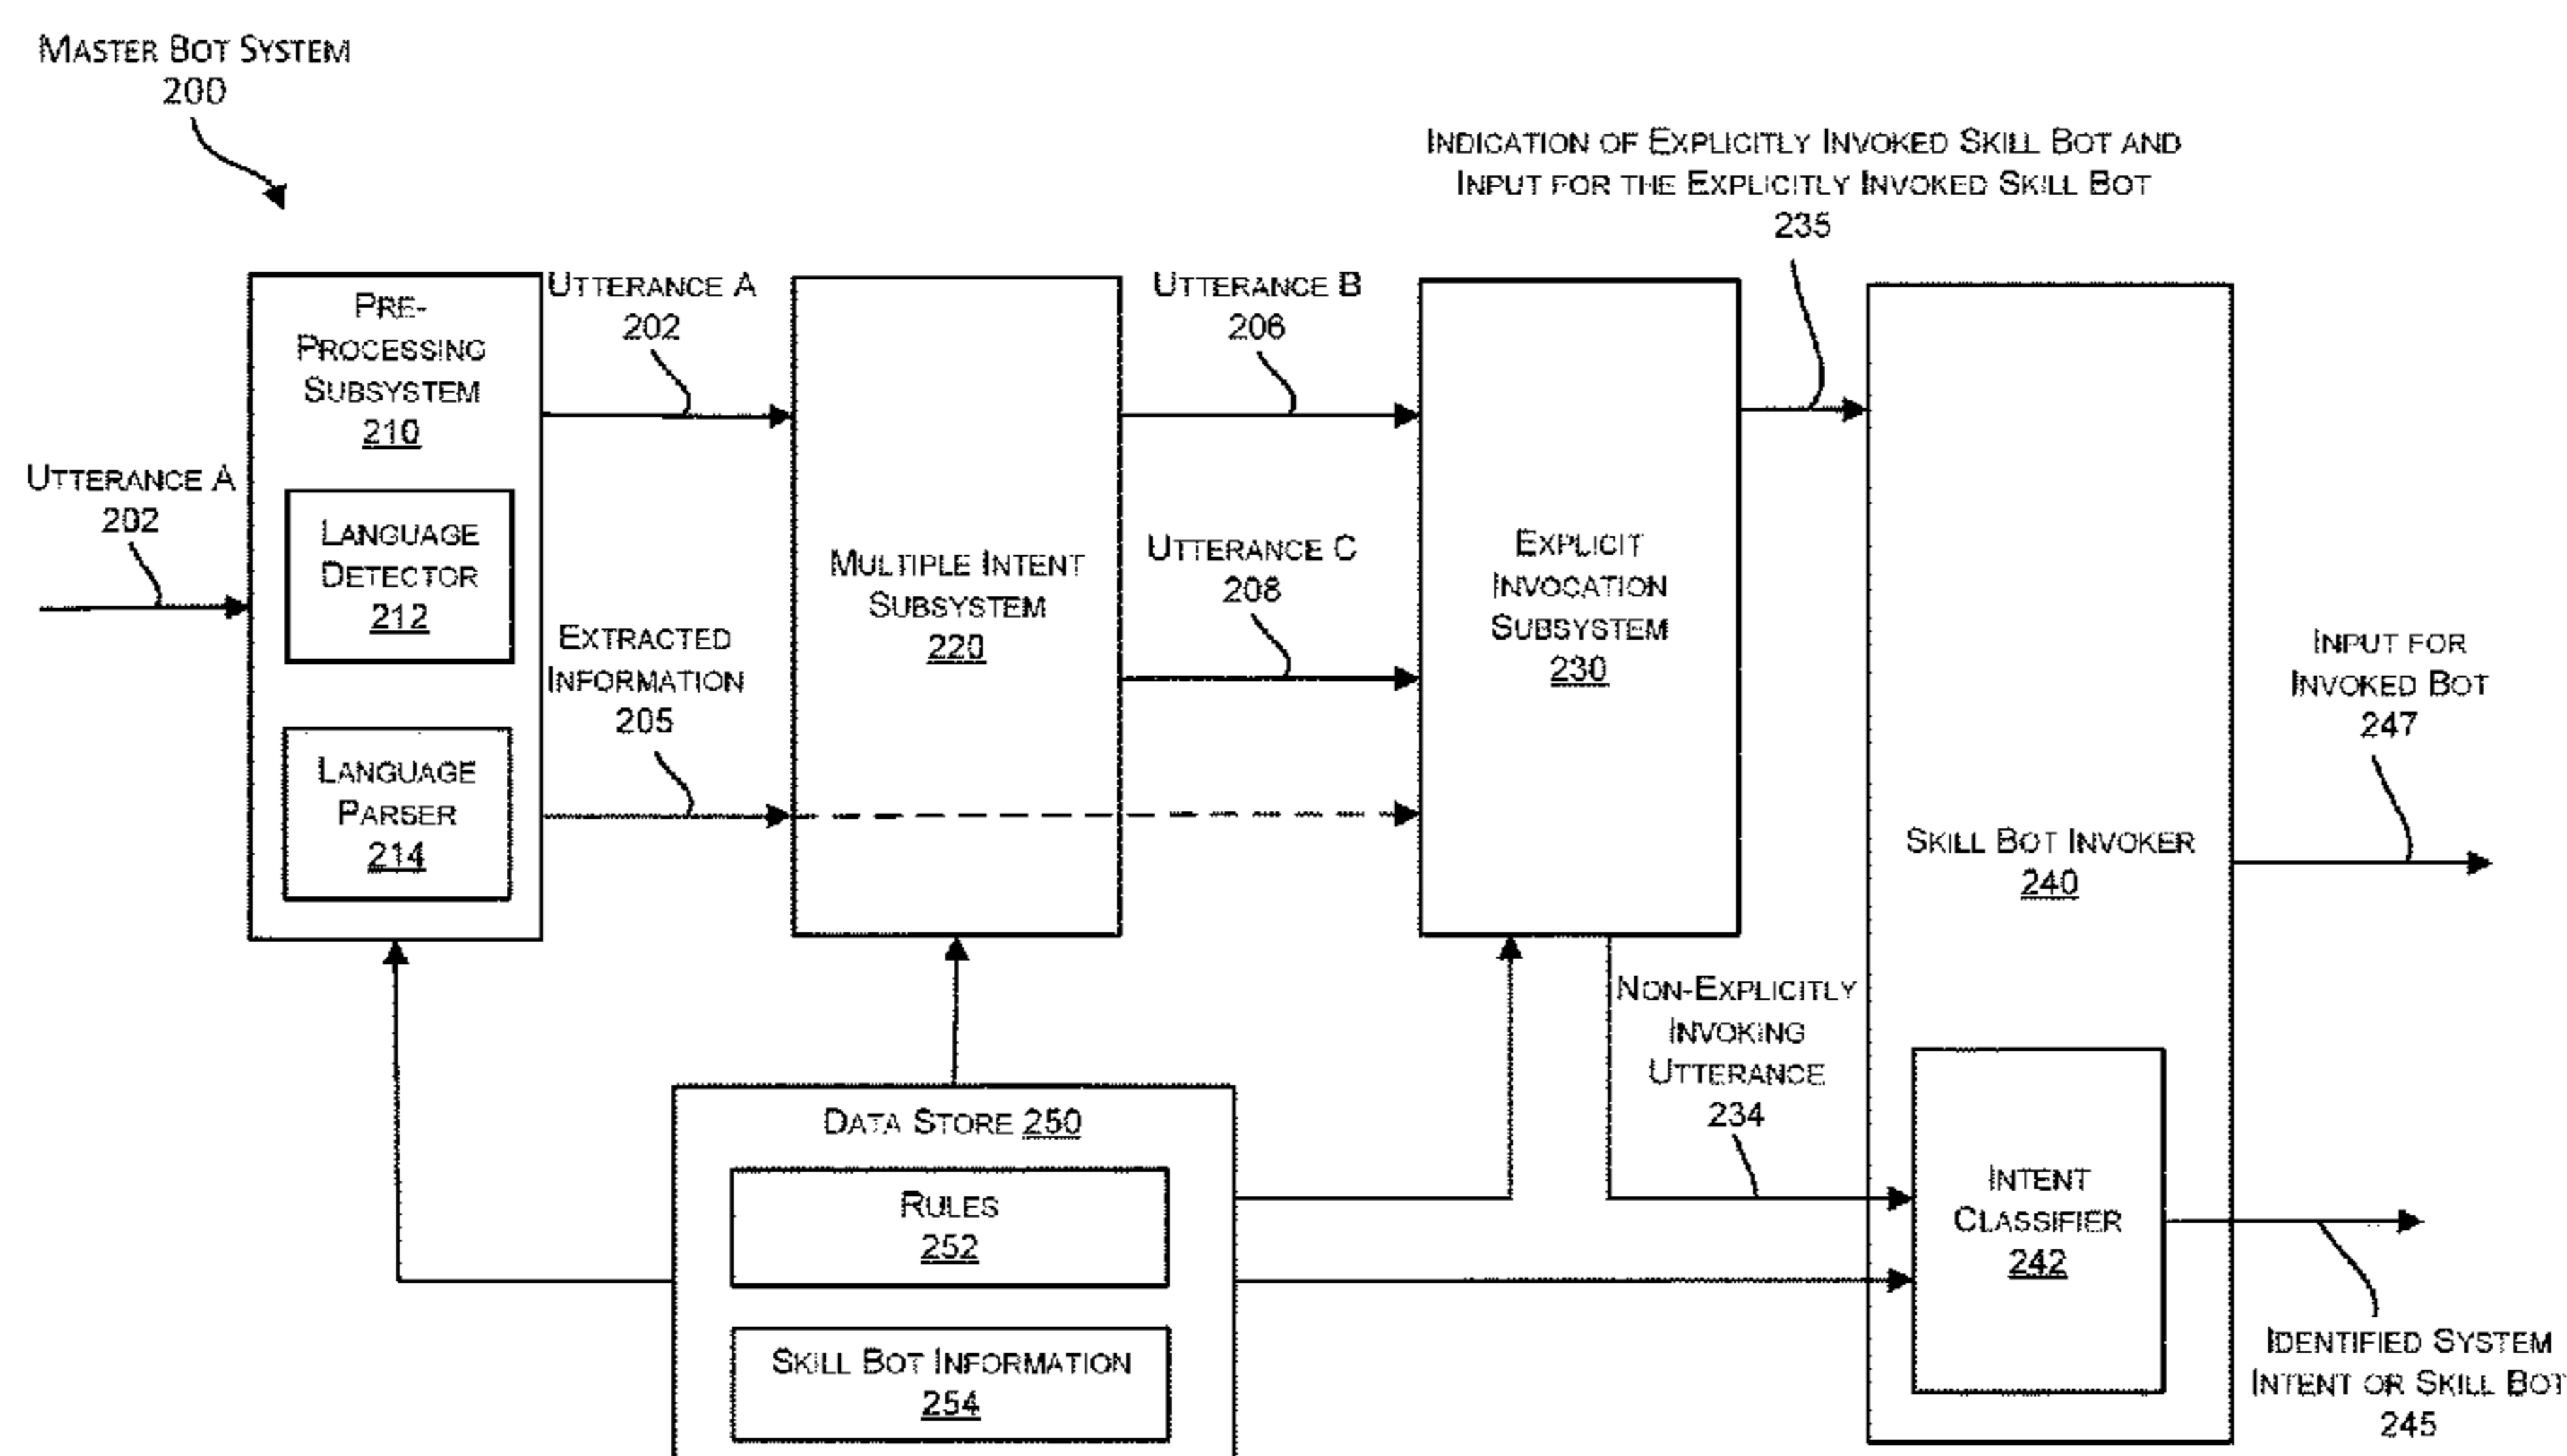 MASTER BOT SYSTEM
200
INDICATION OF EXPLICITLY INVOKED SKILL BOT AND
INPUT FOR THE EXPLICITLY INVOKED SKILL BOT
235
UTTERANCE A
202
PRE-
PROCESSING
SUBSYSTEM
210
LANGUAGE
DETECTOR
212
LANGUAGE
PARSER
214
UTTERANCE A
202
EXTRACTED
INFORMATION
205
MULTIPLE INTENT
SUBSYSTEM
220
UTTERANCE B
206
UTTERANCE C
208
EXPLICIT
INVOCATION
SUBSYSTEM
230
NON-EXPLICITLY
INVOKING
UTTERANCE
234
SKILL BOT INVOKER
240
INTENT
CLASSIFIER
242
INPUT FOR
INVOKED BOT
247
IDENTIFIED SYSTEM
INTENT OR SKILL BOT
245
DATA STORE 250
RULES
252
SKILL BOT INFORMATION
254